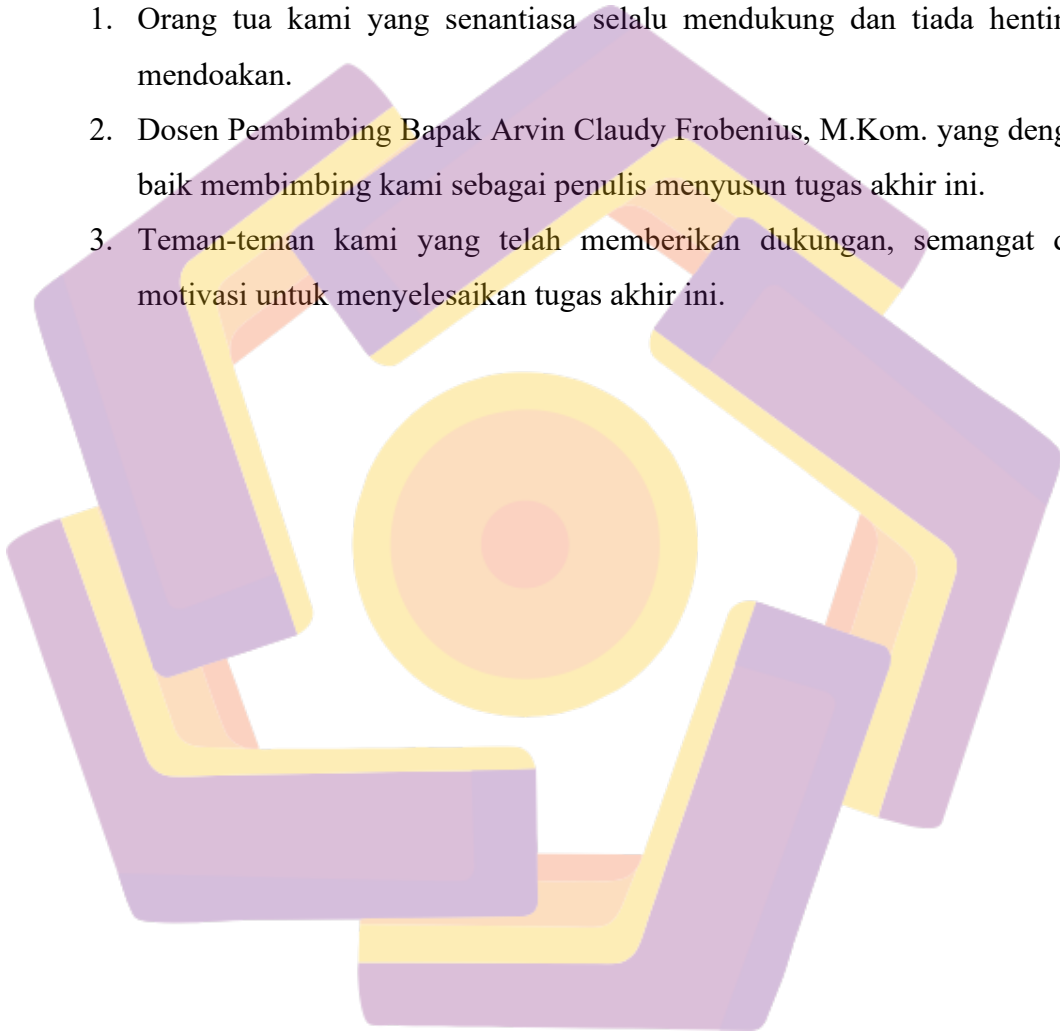 1. Orang tua kami yang senantiasa selalu mendukung dan tiada hentin
mendoakan.
2. Dosen Pembimbing Bapak Arvin Claudy Frobenius, M.Kom. yang deng
baik membimbing kami sebagai penulis menyusun tugas akhir ini.
3. Teman-teman kami yang telah memberikan dukungan, semangat d
motivasi untuk menyelesaikan tugas akhir ini.